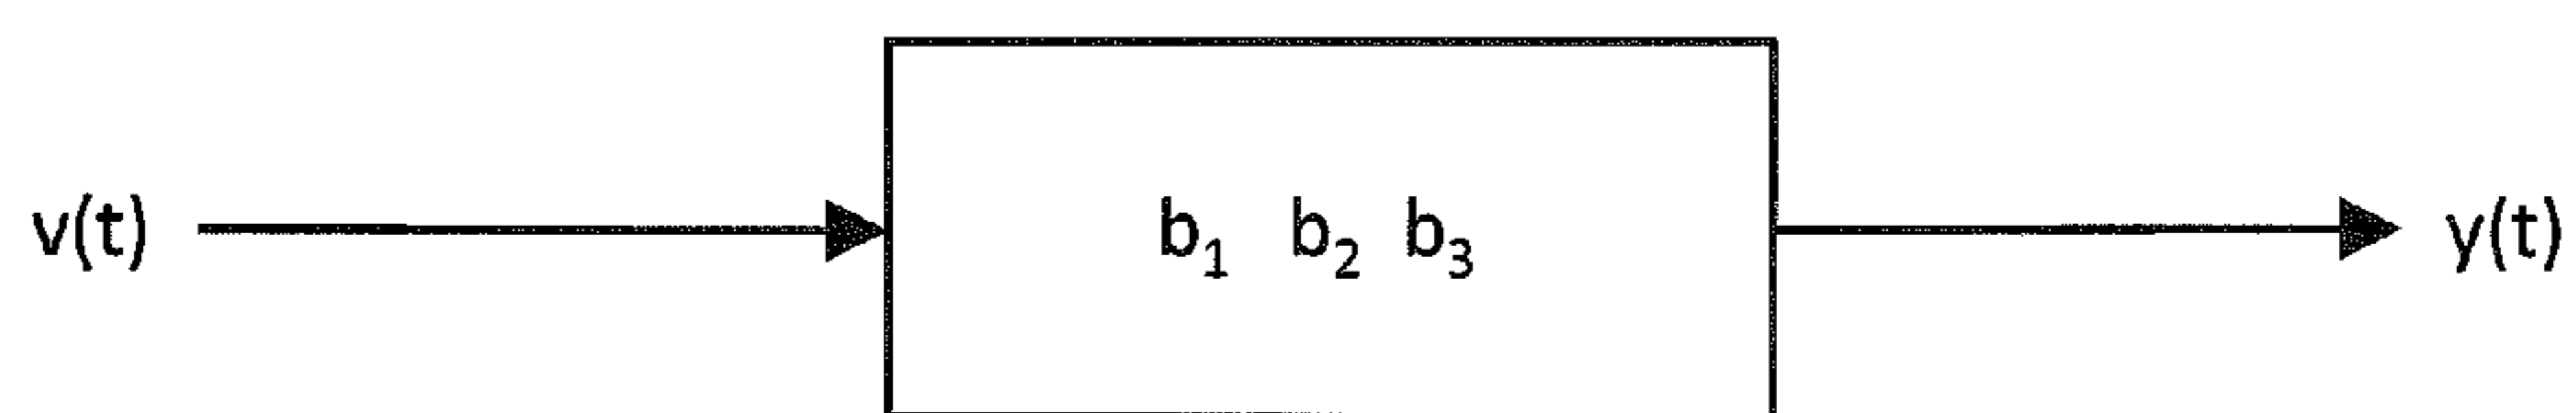 v(t) b₁ b₂ b₃ y(t)